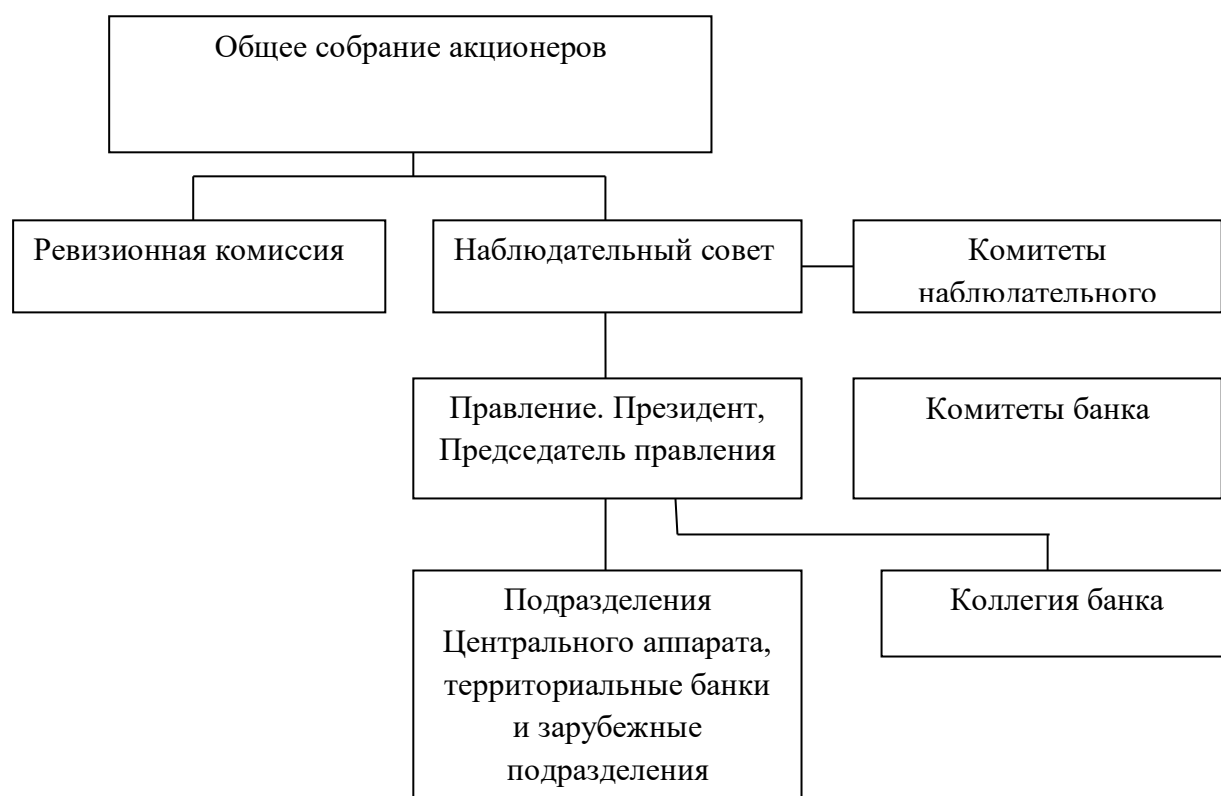 Общее собрание акционеров
Ревизионная комиссия
Наблюдательный совет
Комитеты
наблюдательного
Правление. Президент,
Председатель правления
Комитеты банка
Подразделения
Центрального аппарата,
территориальные банки
и зарубежные
подразделения
Коллегия банка